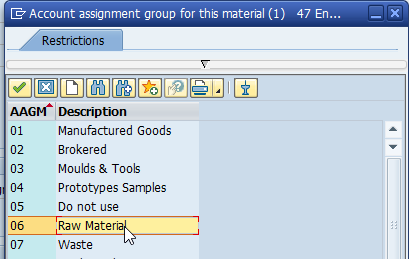 Account assignment group for this material (1) 47 En...
Restrictions
AAGM Description
01 Manufactured Goods
02 Brokered
03 Moulds & Tools
04 Prototypes Samples
05 Do not use
06 Raw Material
07 Waste